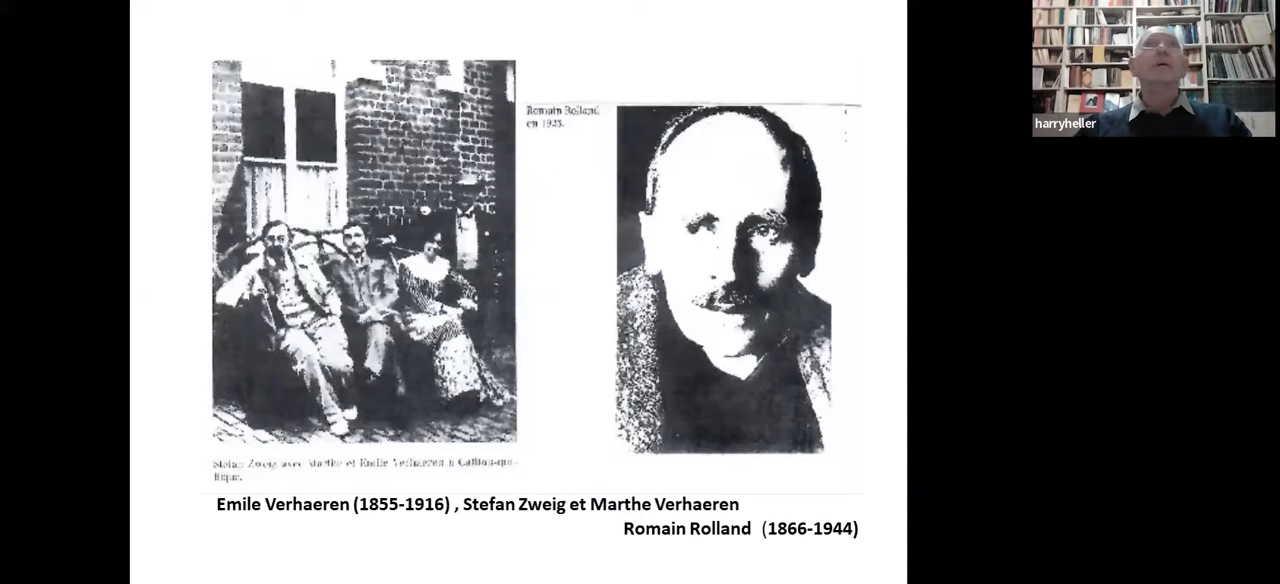 Romain Rolland
en 1923.
harryheller
Stefan Zweig avec Marthe et Emile Verhaeren à
Emile Verhaeren (1855-1916) , Stefan Zweig et Marthe Verhaeren
Romain Rolland (1866-1944)